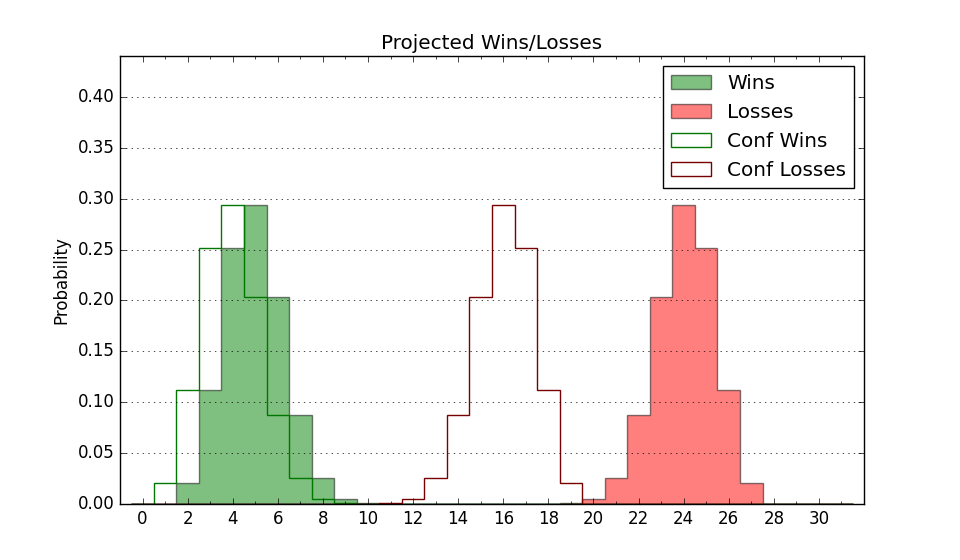 Projected Wins/Losses
Wins
Losses
Conf Wins
Conf Losses
Probability
0.40
0.35
0.30
0.25
0.20
0.15
0.10
0.05
0.00
0 2 4 6 8 10 12 14 16 18 20 22 24 26 28 30